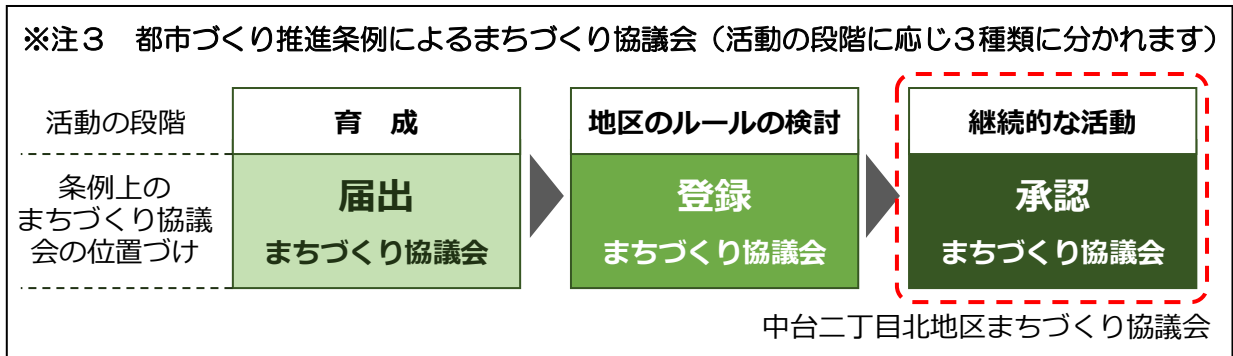 ※注３　都市づくり推進条例によるまちづくり協議会（活動の段階に応じ３種類に分かれます）
活動の段階
育　成
地区のルールの検討
継続的な活動
条例上の
まちづくり協議
会の位置づけ
届出
まちづくり協議会
登録
まちづくり協議会
承認
まちづくり協議会
中台二丁目北地区まちづくり協議会